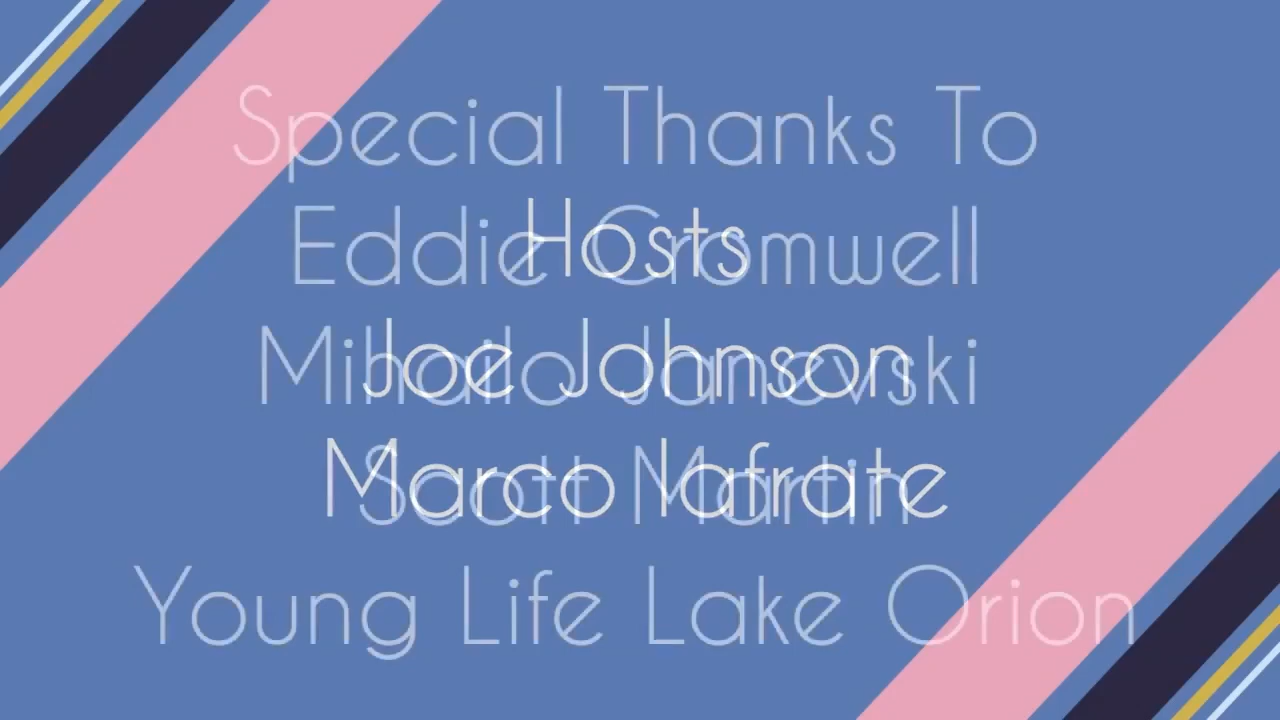 Special Thanks To
Eddie Cromwell
Mihailo Janevski
Scott Martin
Young Life Lake Orion
Hosts
Joe Johnson
Marco Iafrate